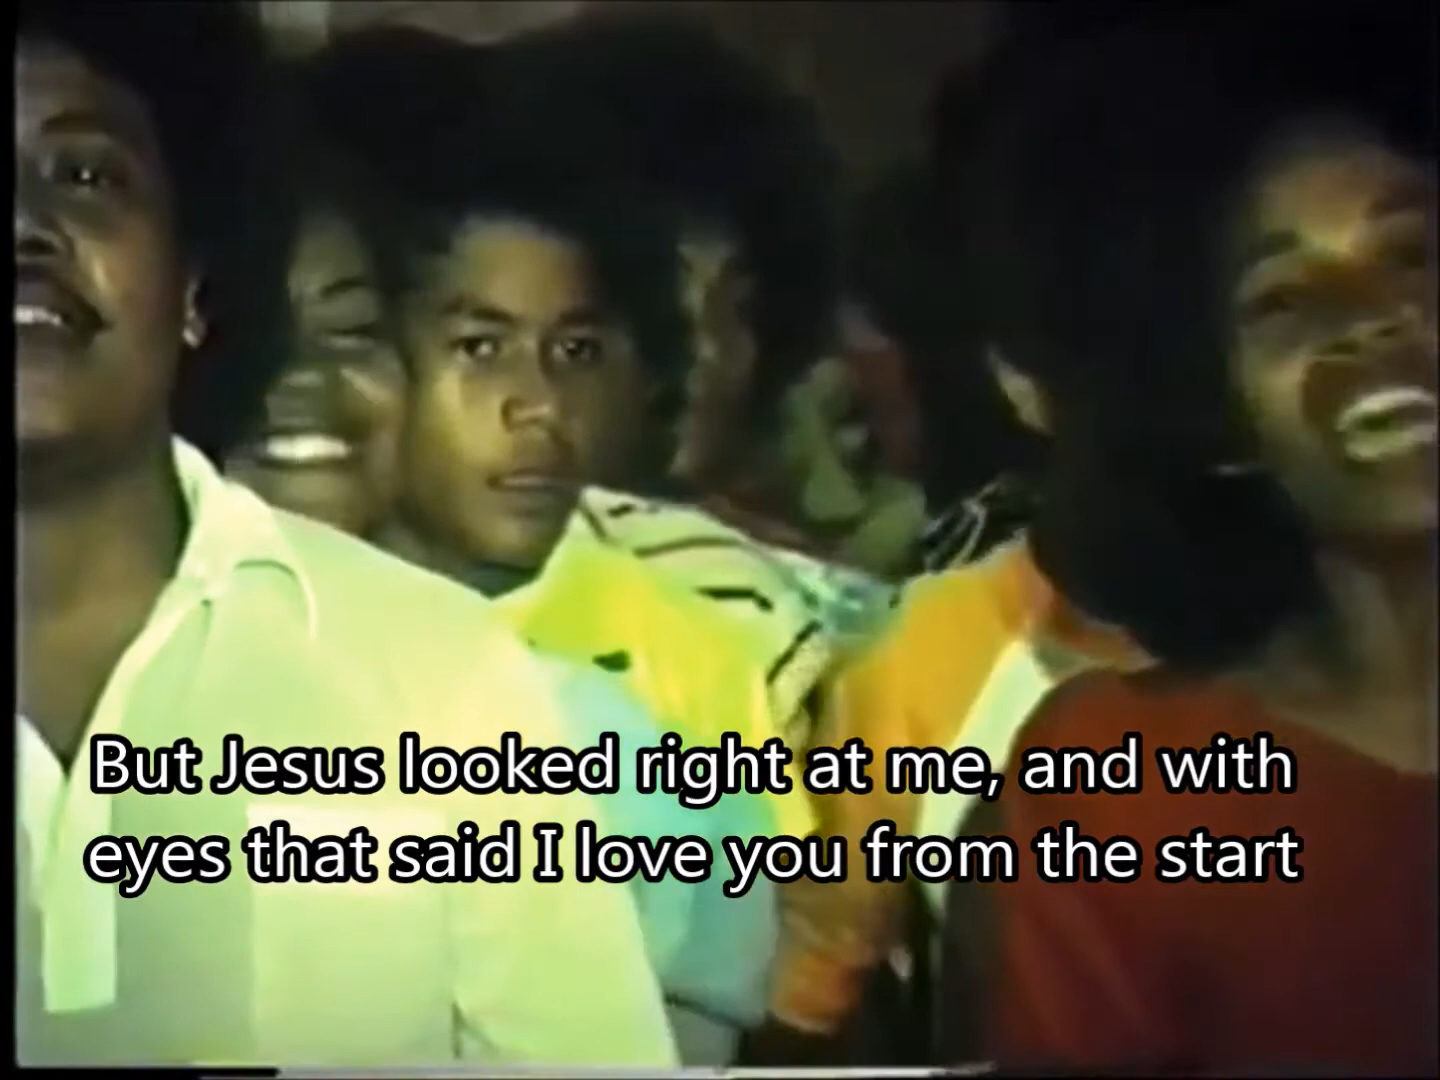 But Jesus looked right at me, and with
eyes that said I love you from the start